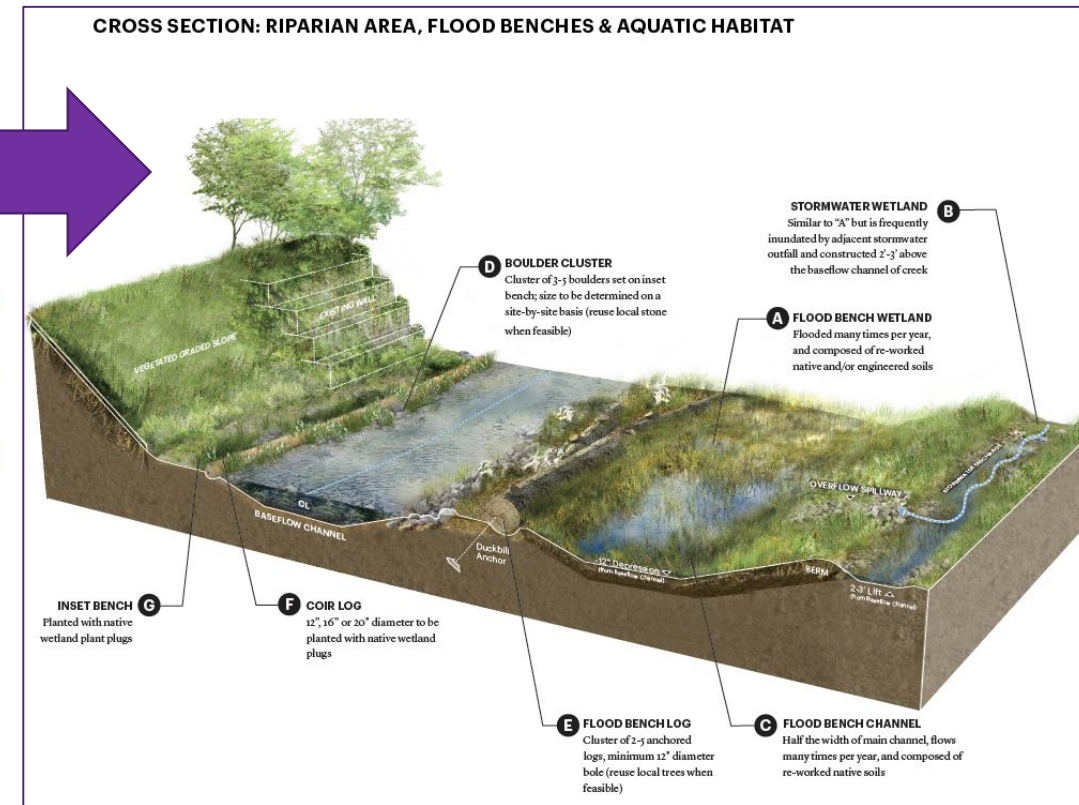 CROSS SECTION: RIPARIAN AREA, FLOOD BENCHES & AQUATIC HABITAT
STORMWATER WETLAND B
Similar to "A" but is frequently
inundated by adjacent stormwater
outfall and constructed 2'-3' above
the baseflow channel of creek
D BOULDER CLUSTER
Cluster of 3-5 boulders set on inset
bench; size to be determined on a
site-by-site basis (reuse local stone
when feasible)
A FLOOD BENCH WETLAND
Flooded many times per year,
and composed of re-worked
native and/or engineered soils
EXISTING WALL
VEGETATED GRADED SLOPE
STORMWATER DISCHARGE
OVERFLOW SPILLWAY
CL
BASEFLOW CHANNEL
Duckbill
Anchor
12" Depression
(from Baseflow Channel)
BERM
2-3' Lift
(from Baseflow Channel)
INSET BENCH G
Planted with native
wetland plant plugs
F COIR LOG
12", 16" or 20" diameter to be
planted with native wetland
plugs
E FLOOD BENCH LOG
Cluster of 2-5 anchored
logs, minimum 12" diameter
bole (reuse local trees when
feasible)
C FLOOD BENCH CHANNEL
Half the width of main channel, flows
many times per year, and composed of
re-worked native soils